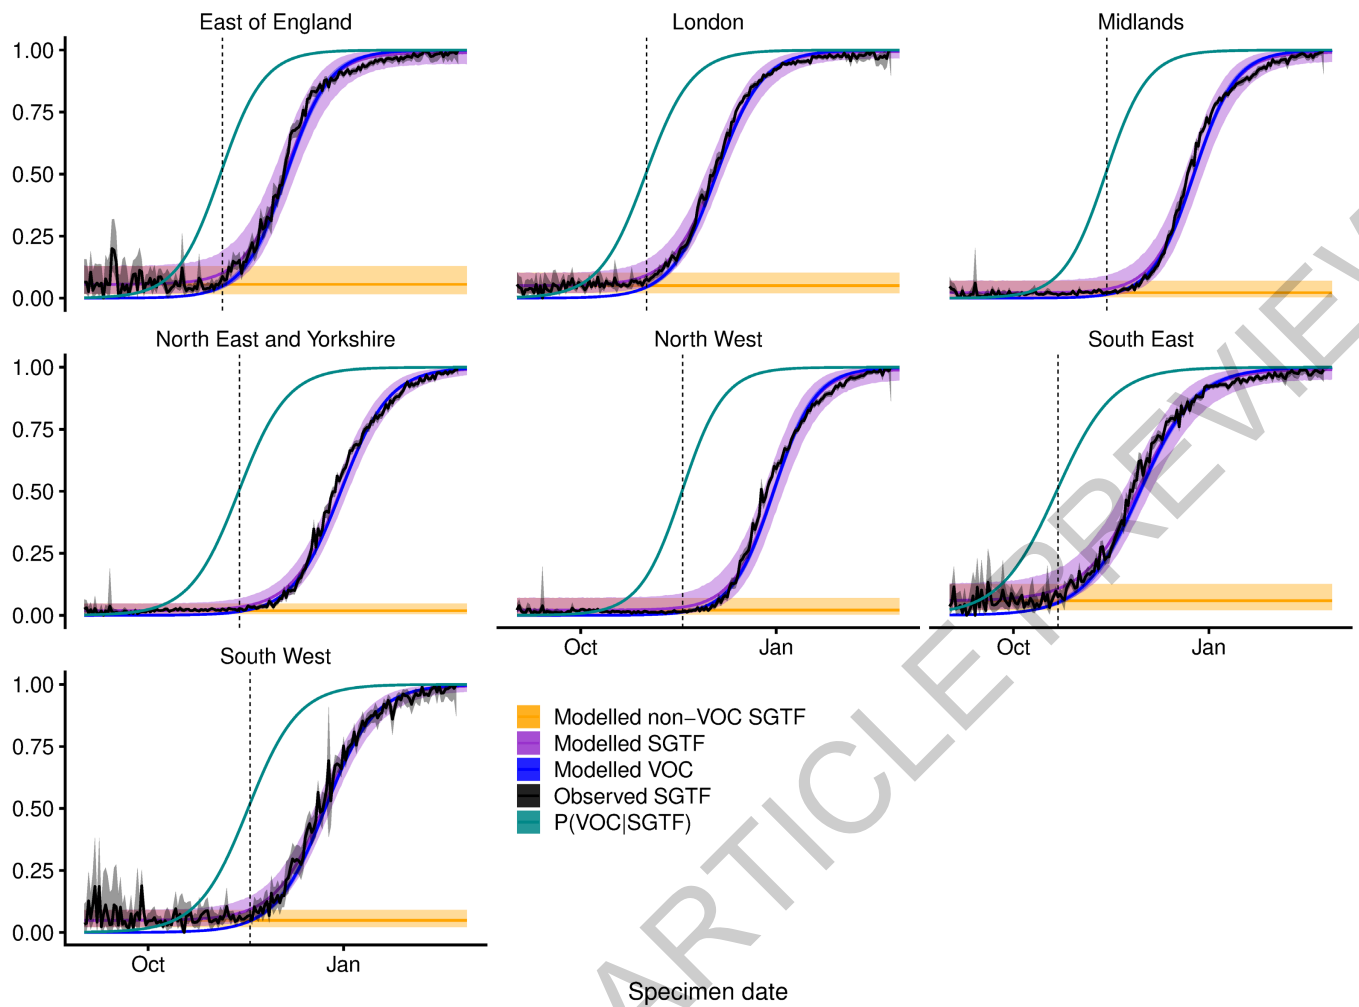 East of England
London
Midlands
1.00
0.75
0.50
0.25
0.00
North East and Yorkshire
North West
South East
1.00
0.75
0.50
0.25
0.00
Oct
Jan
Oct
Jan
South West
1.00
0.75
0.50
0.25
0.00
Oct
Jan
Modelled non−VOC SGTF
Modelled SGTF
Modelled VOC
Observed SGTF
P(VOC|SGTF)
Specimen date
ARTICLE PREVIEW